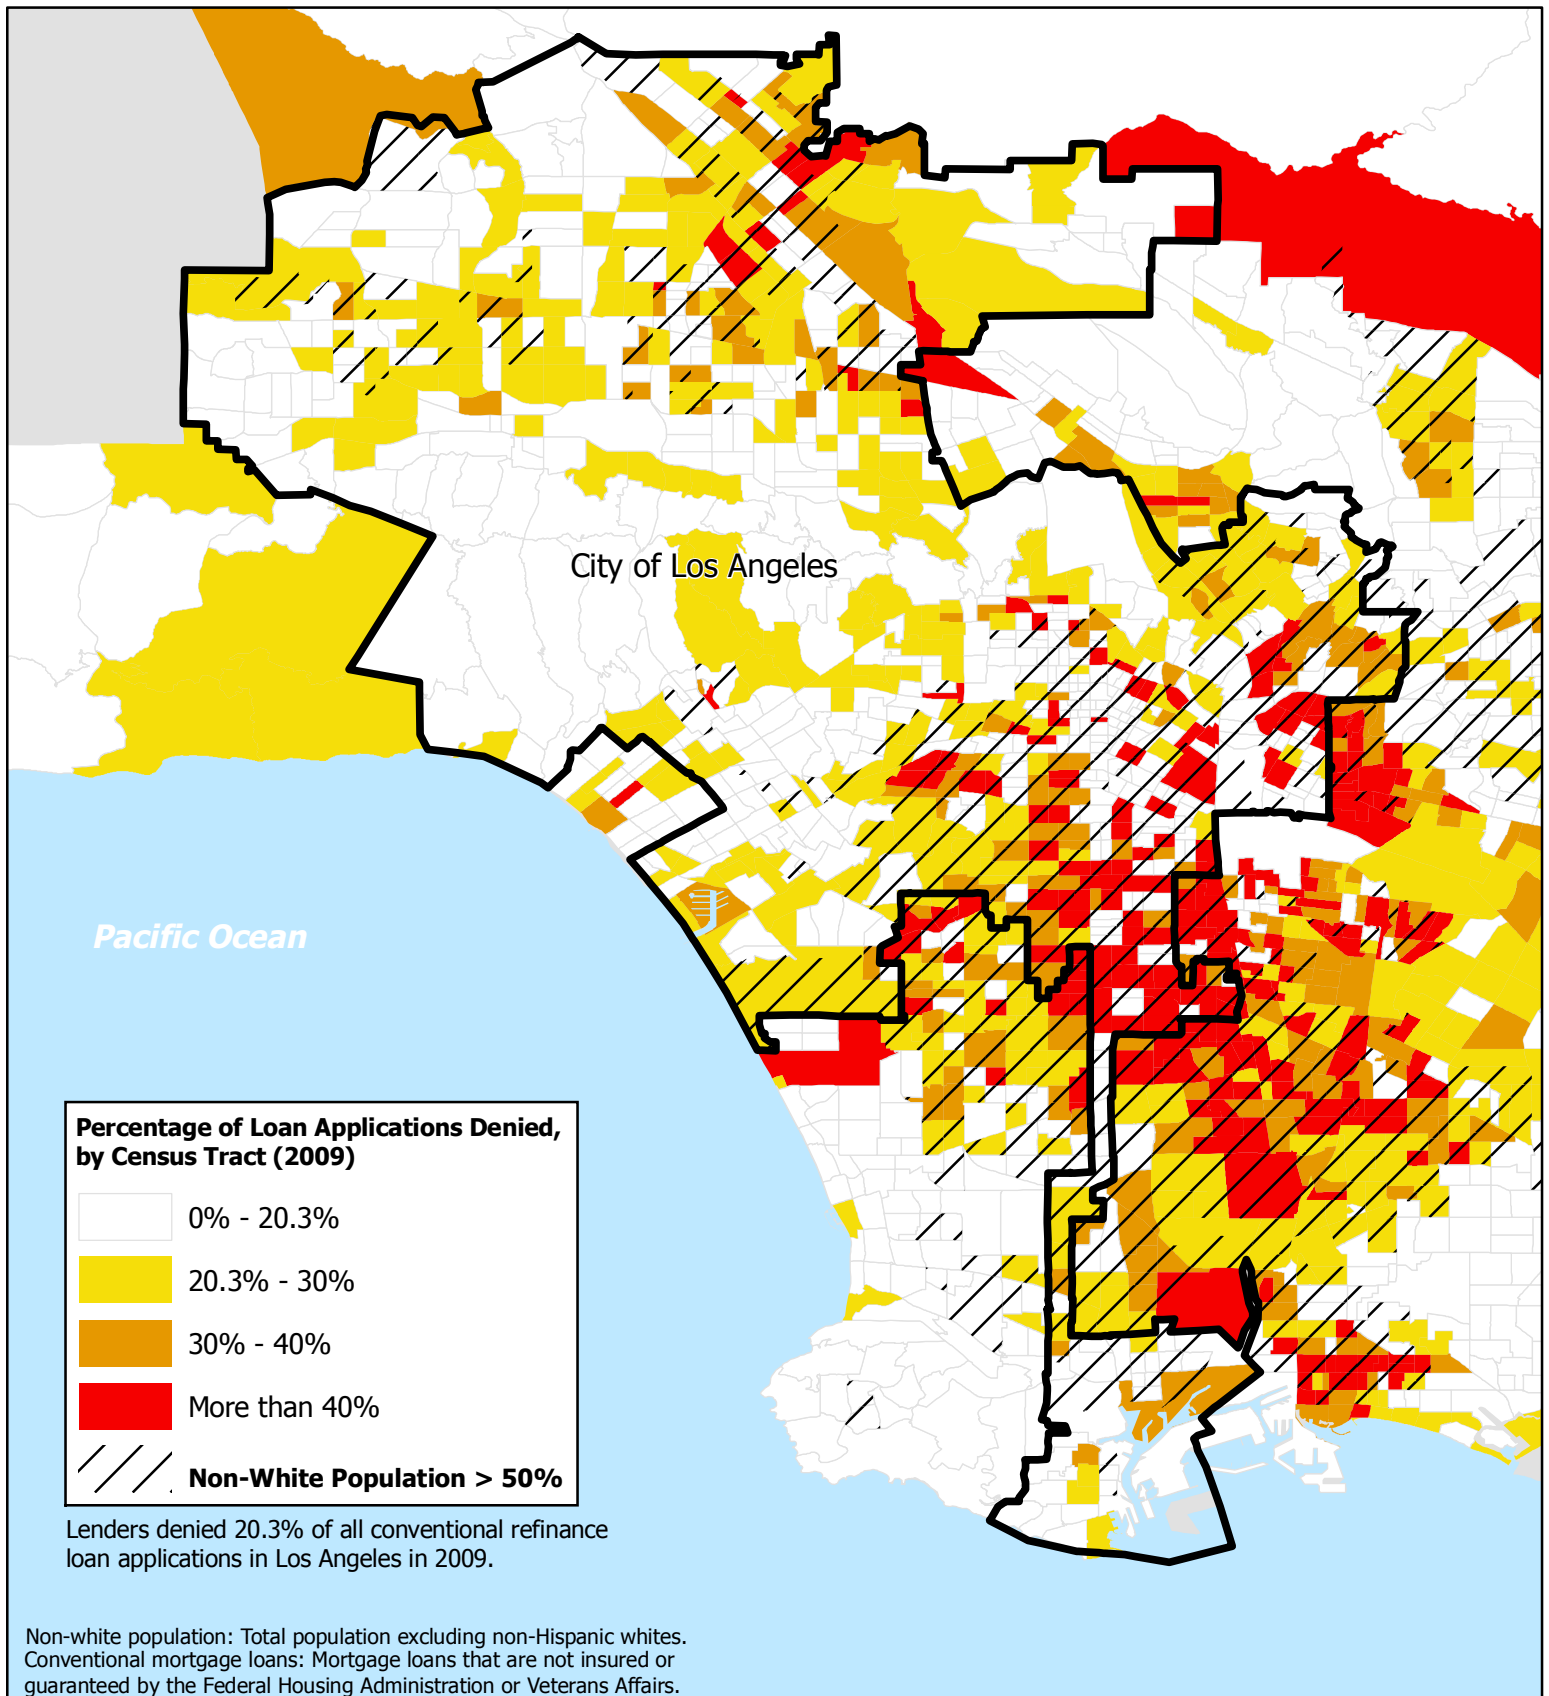 City of Los Angeles
Pacific Ocean
Percentage of Loan Applications Denied,
by Census Tract (2009)
0% - 20.3%
20.3% - 30%
30% - 40%
More than 40%
Non-White Population > 50%
Lenders denied 20.3% of all conventional refinance
loan applications in Los Angeles in 2009.
Non-white population: Total population excluding non-Hispanic whites.
Conventional mortgage loans: Mortgage loans that are not insured or
guaranteed by the Federal Housing Administration or Veterans Affairs.